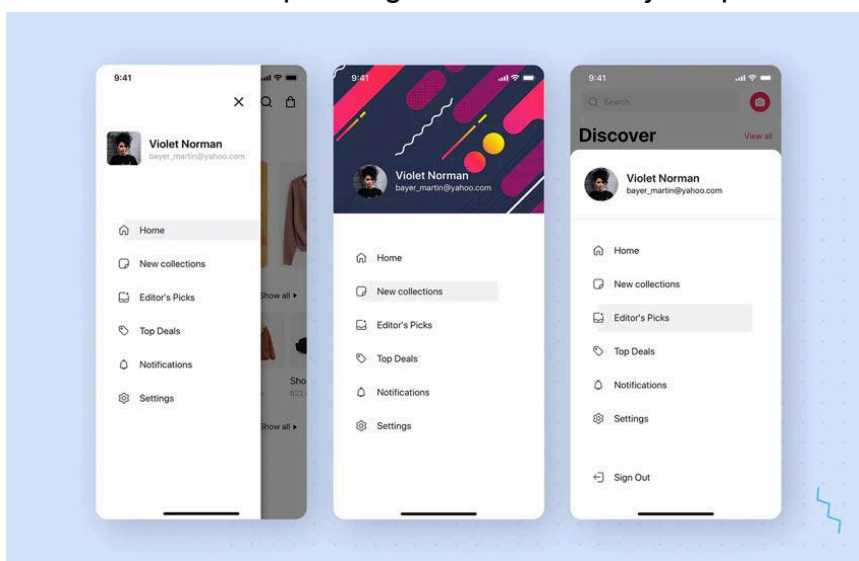 9:41
Violet Norman
bayer_martin@yahoo.com
Home
New collections
Editor's Picks
Top Deals
Notifications
Settings
Show all
Sho
Show all
9:41
Violet Norman
bayer_martin@yahoo.com
Home
New collections
Editor's Picks
Top Deals
Notifications
Settings
9:41
Search
Discover
View all
Violet Norman
bayer_martin@yahoo.com
Home
New collections
Editor's Picks
Top Deals
Notifications
Settings
Sign Out